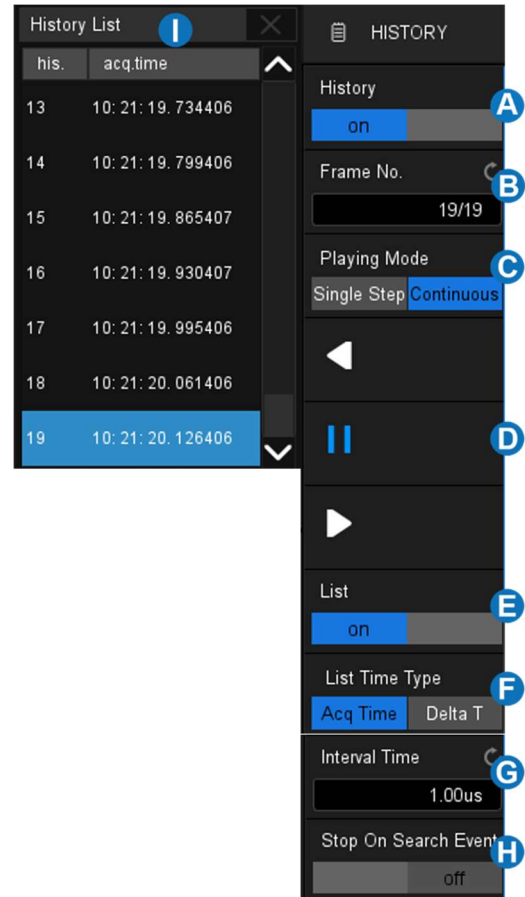 History List
I
his. acq.time
13 10: 21: 19. 734406
14 10: 21: 19. 799406
15 10: 21: 19. 865407
16 10: 21: 19. 930407
17 10: 21: 19. 995406
18 10: 21: 20. 061406
19 10: 21: 20. 126406
HISTORY
History
A
on
Frame No.
B
19/19
Playing Mode
C
Single Step Continuous
D
List
E
on
List Time Type
F
Acq Time Delta T
Interval Time
G
1.00us
Stop On Search Event
H
off